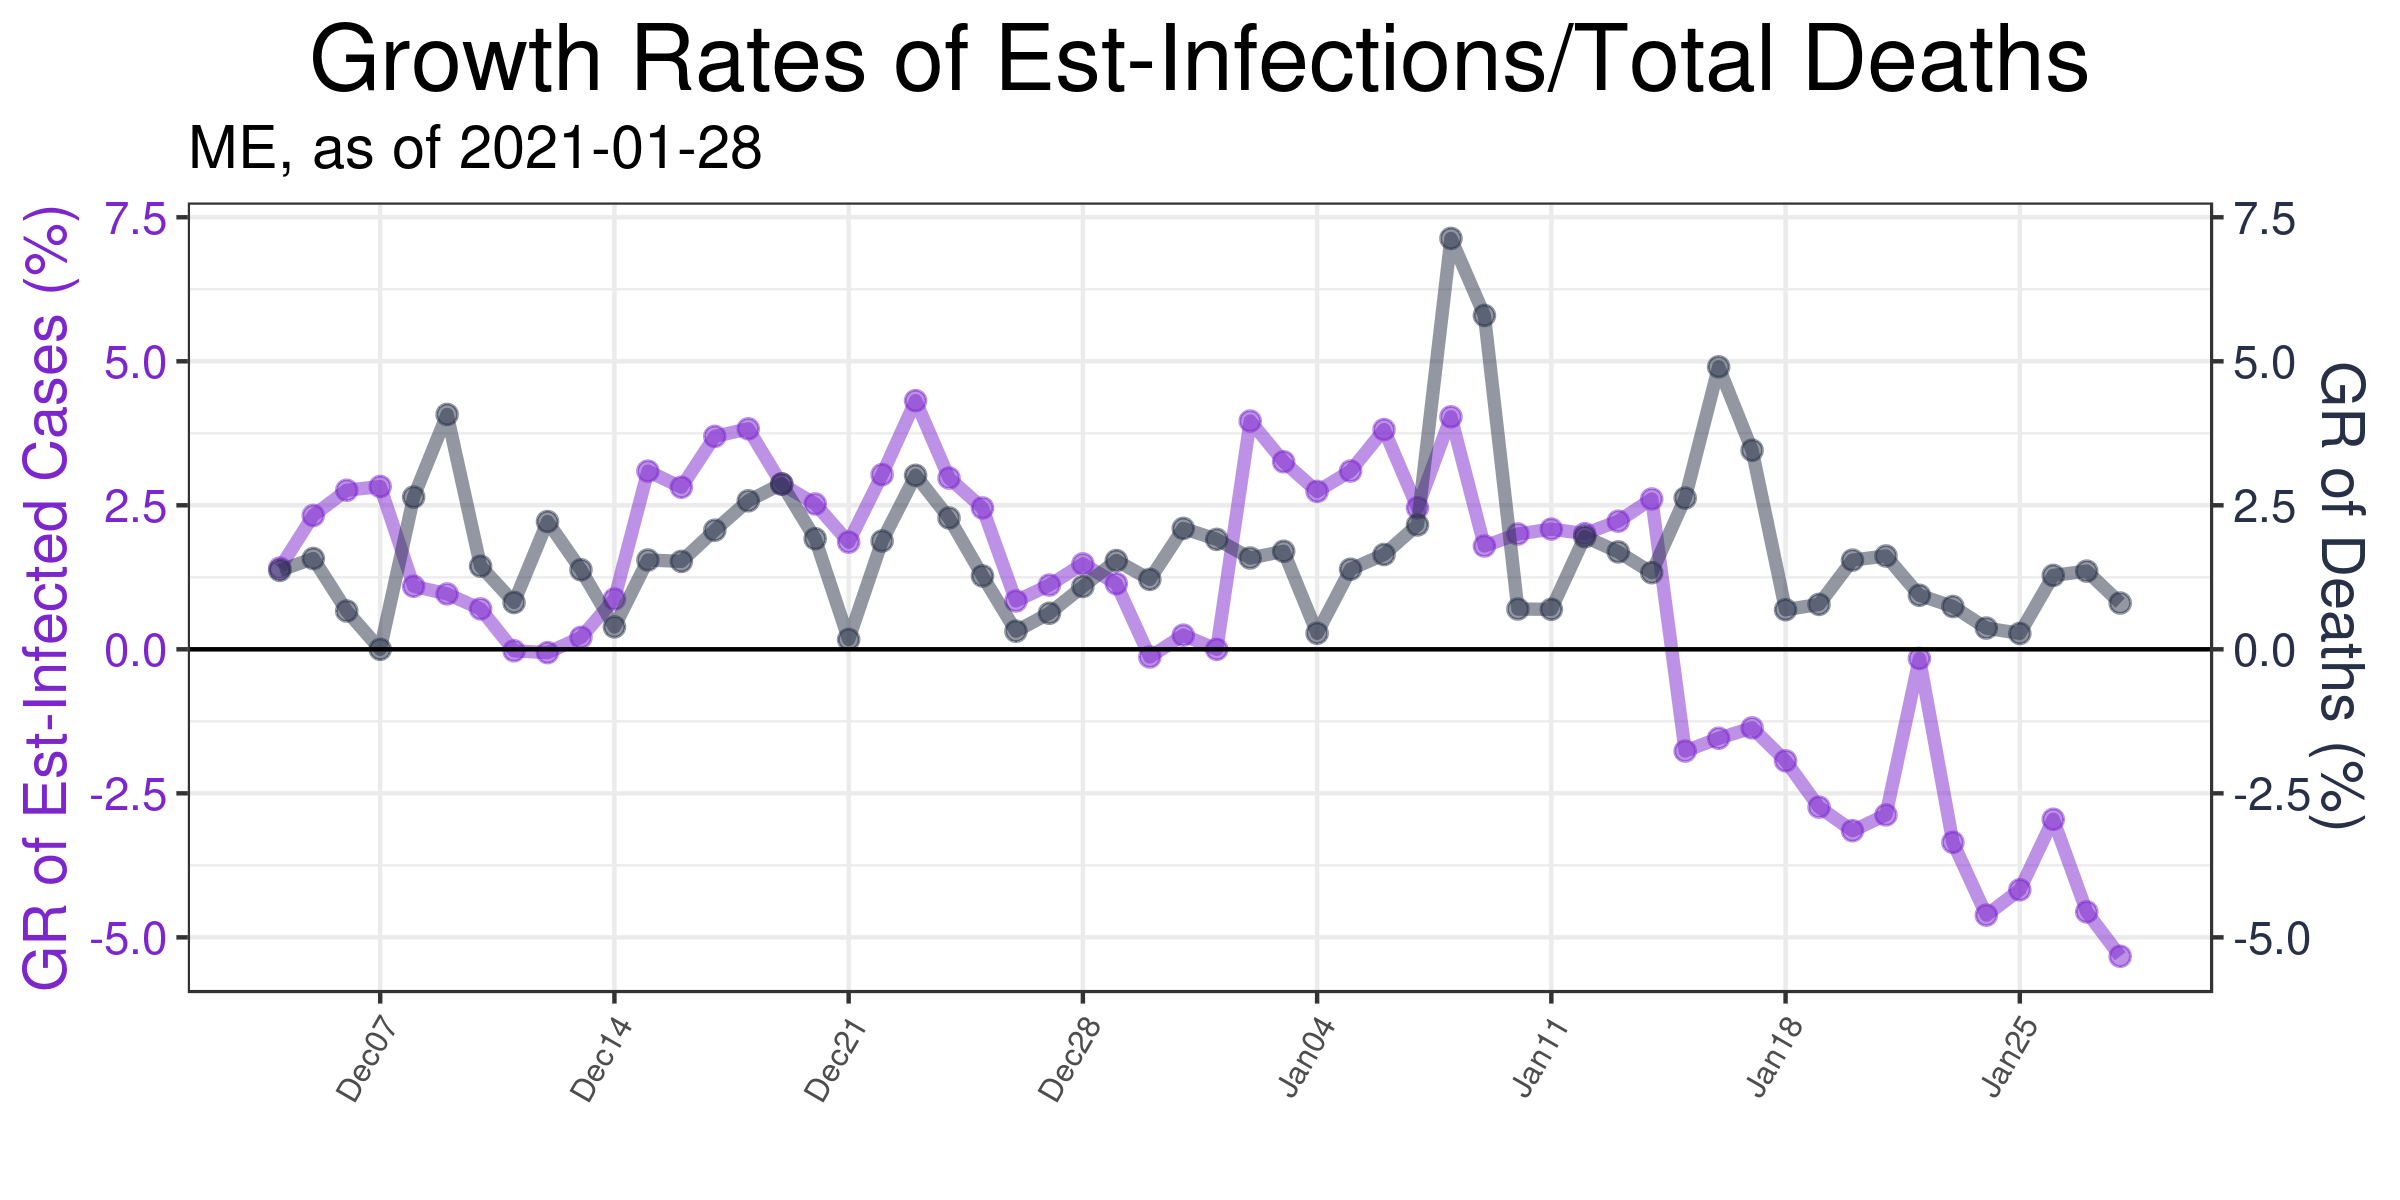 Growth Rates of Est-Infections/Total Deaths
ME, as of 2021-01-28
GR of Est-Infected Cases (%)
7.5
5.0
2.5
0.0
-2.5
-5.0
7.5
5.0
2.5
0.0
-2.5
-5.0
GR of Deaths (%)
Dec07
Dec14
Dec21
Dec28
Jan04
Jan11
Jan18
Jan25